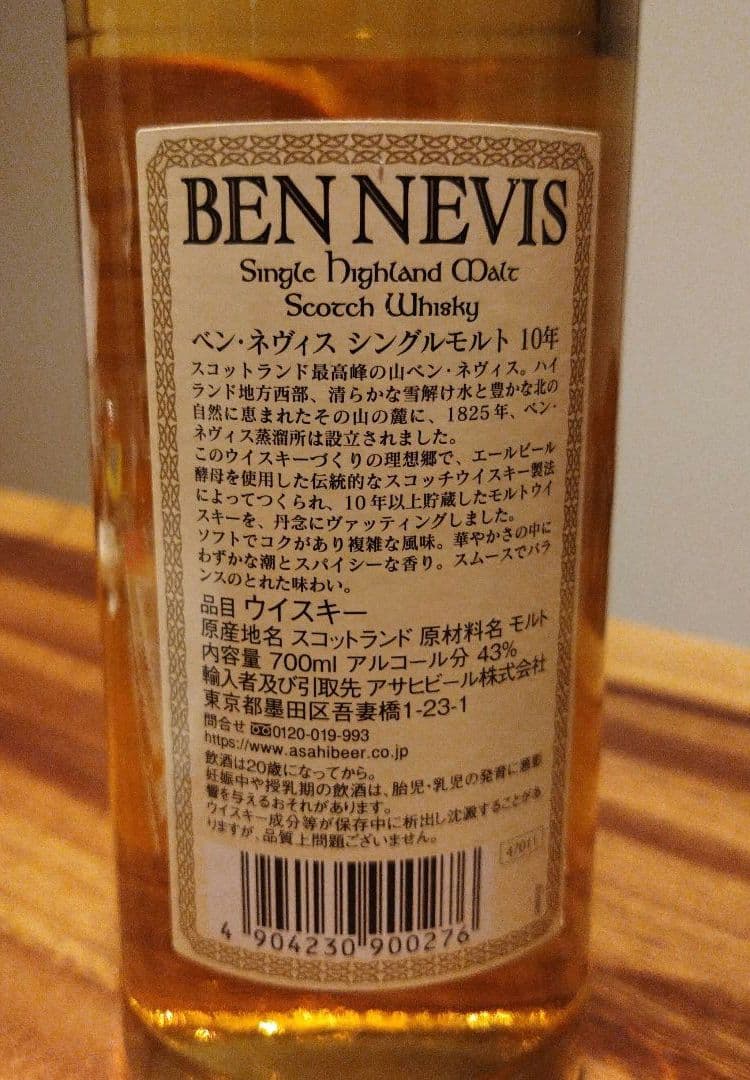 BEN NEVIS
Single Highland Malt
Scotch Whisky
ベン・ネヴィス シングルモルト 10年
スコットランド最高峰の山ベン・ネヴィス。ハイ
ランド地方西部、清らかな雪解け水と豊かな北の
自然に恵まれたその山の麓に、1825年、ベン・
ネヴィス蒸溜所は設立されました。
このウイスキーづくりの理想郷で、エールビール
酵母を使用した伝統的なスコッチウイスキー製法
によってつくられ、10年以上貯蔵したモルトウイ
スキーを、丹念にヴァッティングしました。
ソフトでコクがあり複雑な風味。華やかさの中に
わずかな潮とスパイシーな香り。スムースでバラ
ンスのとれた味わい。
品目 ウイスキー
原産地名 スコットランド 原材料名 モルト
内容量 700ml アルコール分 43%
輸入者及び引取先 アサヒビール株式会社
東京都墨田区吾妻橋1-23-1
問合せ 0120-019-993
https://www.asahibeer.co.jp
飲酒は20歳になってから。
妊娠中や授乳期の飲酒は、胎児・乳児の発育に悪影
響を与えるおそれがあります。
ウイスキー成分等が保存中に析出し沈澱することがあ
りますが、品質上問題ございません。
47011
4 904230 900276